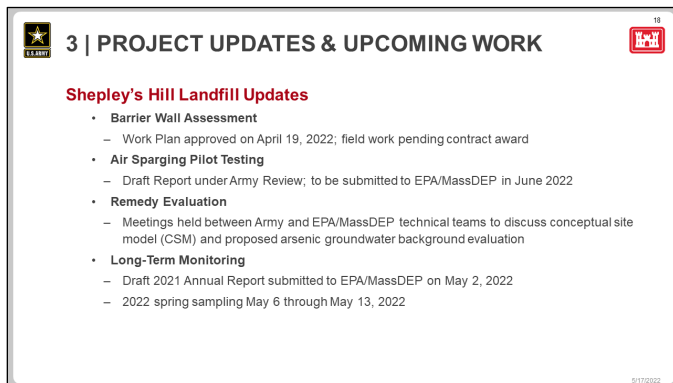 18
U.S.ARMY
3 | PROJECT UPDATES & UPCOMING WORK
Shepley's Hill Landfill Updates
• Barrier Wall Assessment
– Work Plan approved on April 19, 2022; field work pending contract award
• Air Sparging Pilot Testing
– Draft Report under Army Review; to be submitted to EPA/MassDEP in June 2022
• Remedy Evaluation
– Meetings held between Army and EPA/MassDEP technical teams to discuss conceptual site
model (CSM) and proposed arsenic groundwater background evaluation
• Long-Term Monitoring
– Draft 2021 Annual Report submitted to EPA/MassDEP on May 2, 2022
– 2022 spring sampling May 6 through May 13, 2022
5/17/2022